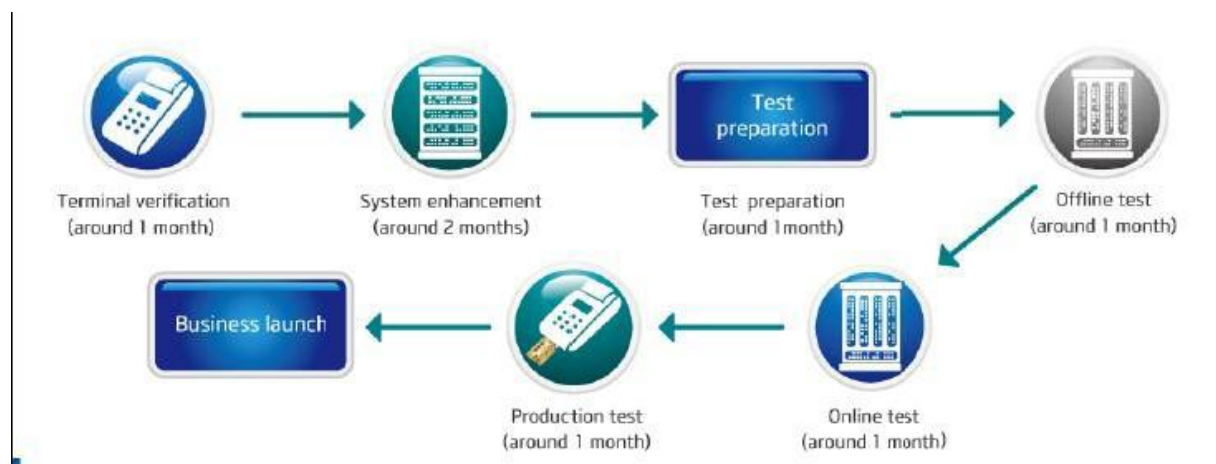 Test
preparation
Terminal verification
(around 1 month)
System enhancement
(around 2 months)
Test preparation
(around 1month)
Offline test
(around 1 month)
Business launch
Production test
(around 1 month)
Online test
(around 1 month)